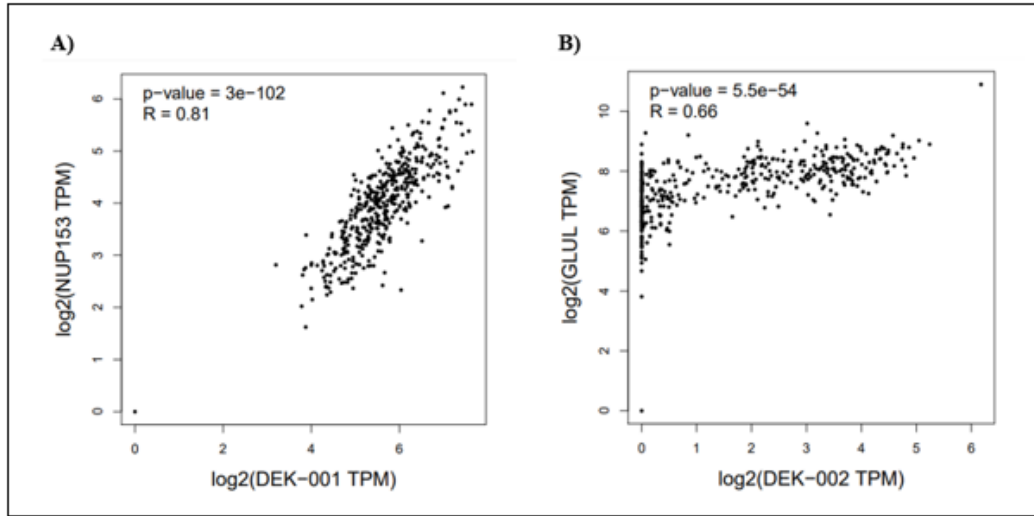 A)
p-value = 3e-102
R = 0.81
log2(NUP153 TPM)
6
5
4
3
2
1
0
0 2 4 6
log2(DEK-001 TPM)
B)
p-value = 5.5e-54
R = 0.66
log2(GLUL TPM)
10
8
6
4
2
0
0 1 2 3 4 5 6
log2(DEK-002 TPM)